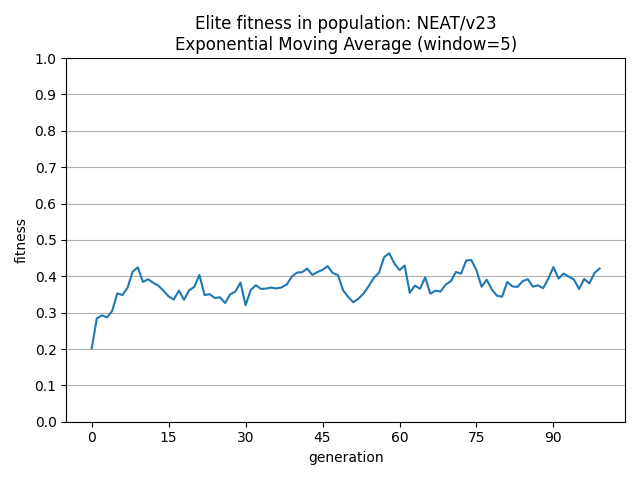 Elite fitness in population: NEAT/v23
Exponential Moving Average (window=5)
1.0
0.9
0.8
0.7
0.6
0.5
0.4
0.3
0.2
0.1
0.0
fitness
0 15 30 45 60 75 90
generation